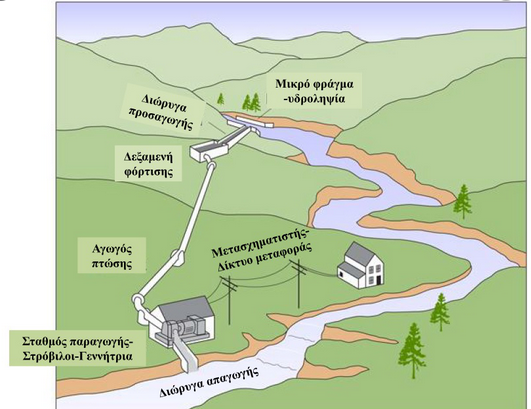 Μικρό φράγμα
-υδροληψία
Διώρυγα
προσαγωγής
Δεξαμενή
φόρτισης
Αγωγός
πτώσης
Μετασχηματιστής-
Δίκτυο μεταφοράς
Σταθμός παραγωγής-
Στρόβιλοι-Γεννήτρια
Διώρυγα απαγωγής